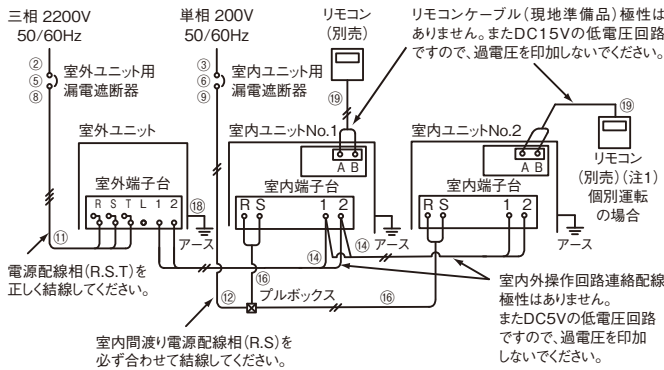 三相 2200V
50/60Hz
単相 200V
50/60Hz
リモコン
(別売)
リモコンケーブル(現地準備品)極性は
ありません。またDC15Vの低電圧回路
ですので、過電圧を印加しないでください。
②
⑤
⑧
室外ユニット用
漏電遮断器
③
⑥
⑨
室内ユニット用
漏電遮断器
⑲
⑲
室外ユニット
室内ユニットNo.1
室内ユニットNo.2
A B
A B
リモコン
(別売)(注1)
個別運転
の場合
室外端子台
R S T L 1 2
⑱
アース
室内端子台
R S 1 2
アース
室内端子台
R S 1 2
アース
⑪
⑭
⑭
電源配線相(R.S.T)を
正しく結線してください。
⑫
⑯
プルボックス
⑯
室内外操作回路連絡配線
極性はありません。
またDC5Vの低電圧回路
ですので、過電圧を印加
しないでください。
室内間渡り電源配線相(R.S)を
必ず合わせて結線してください。